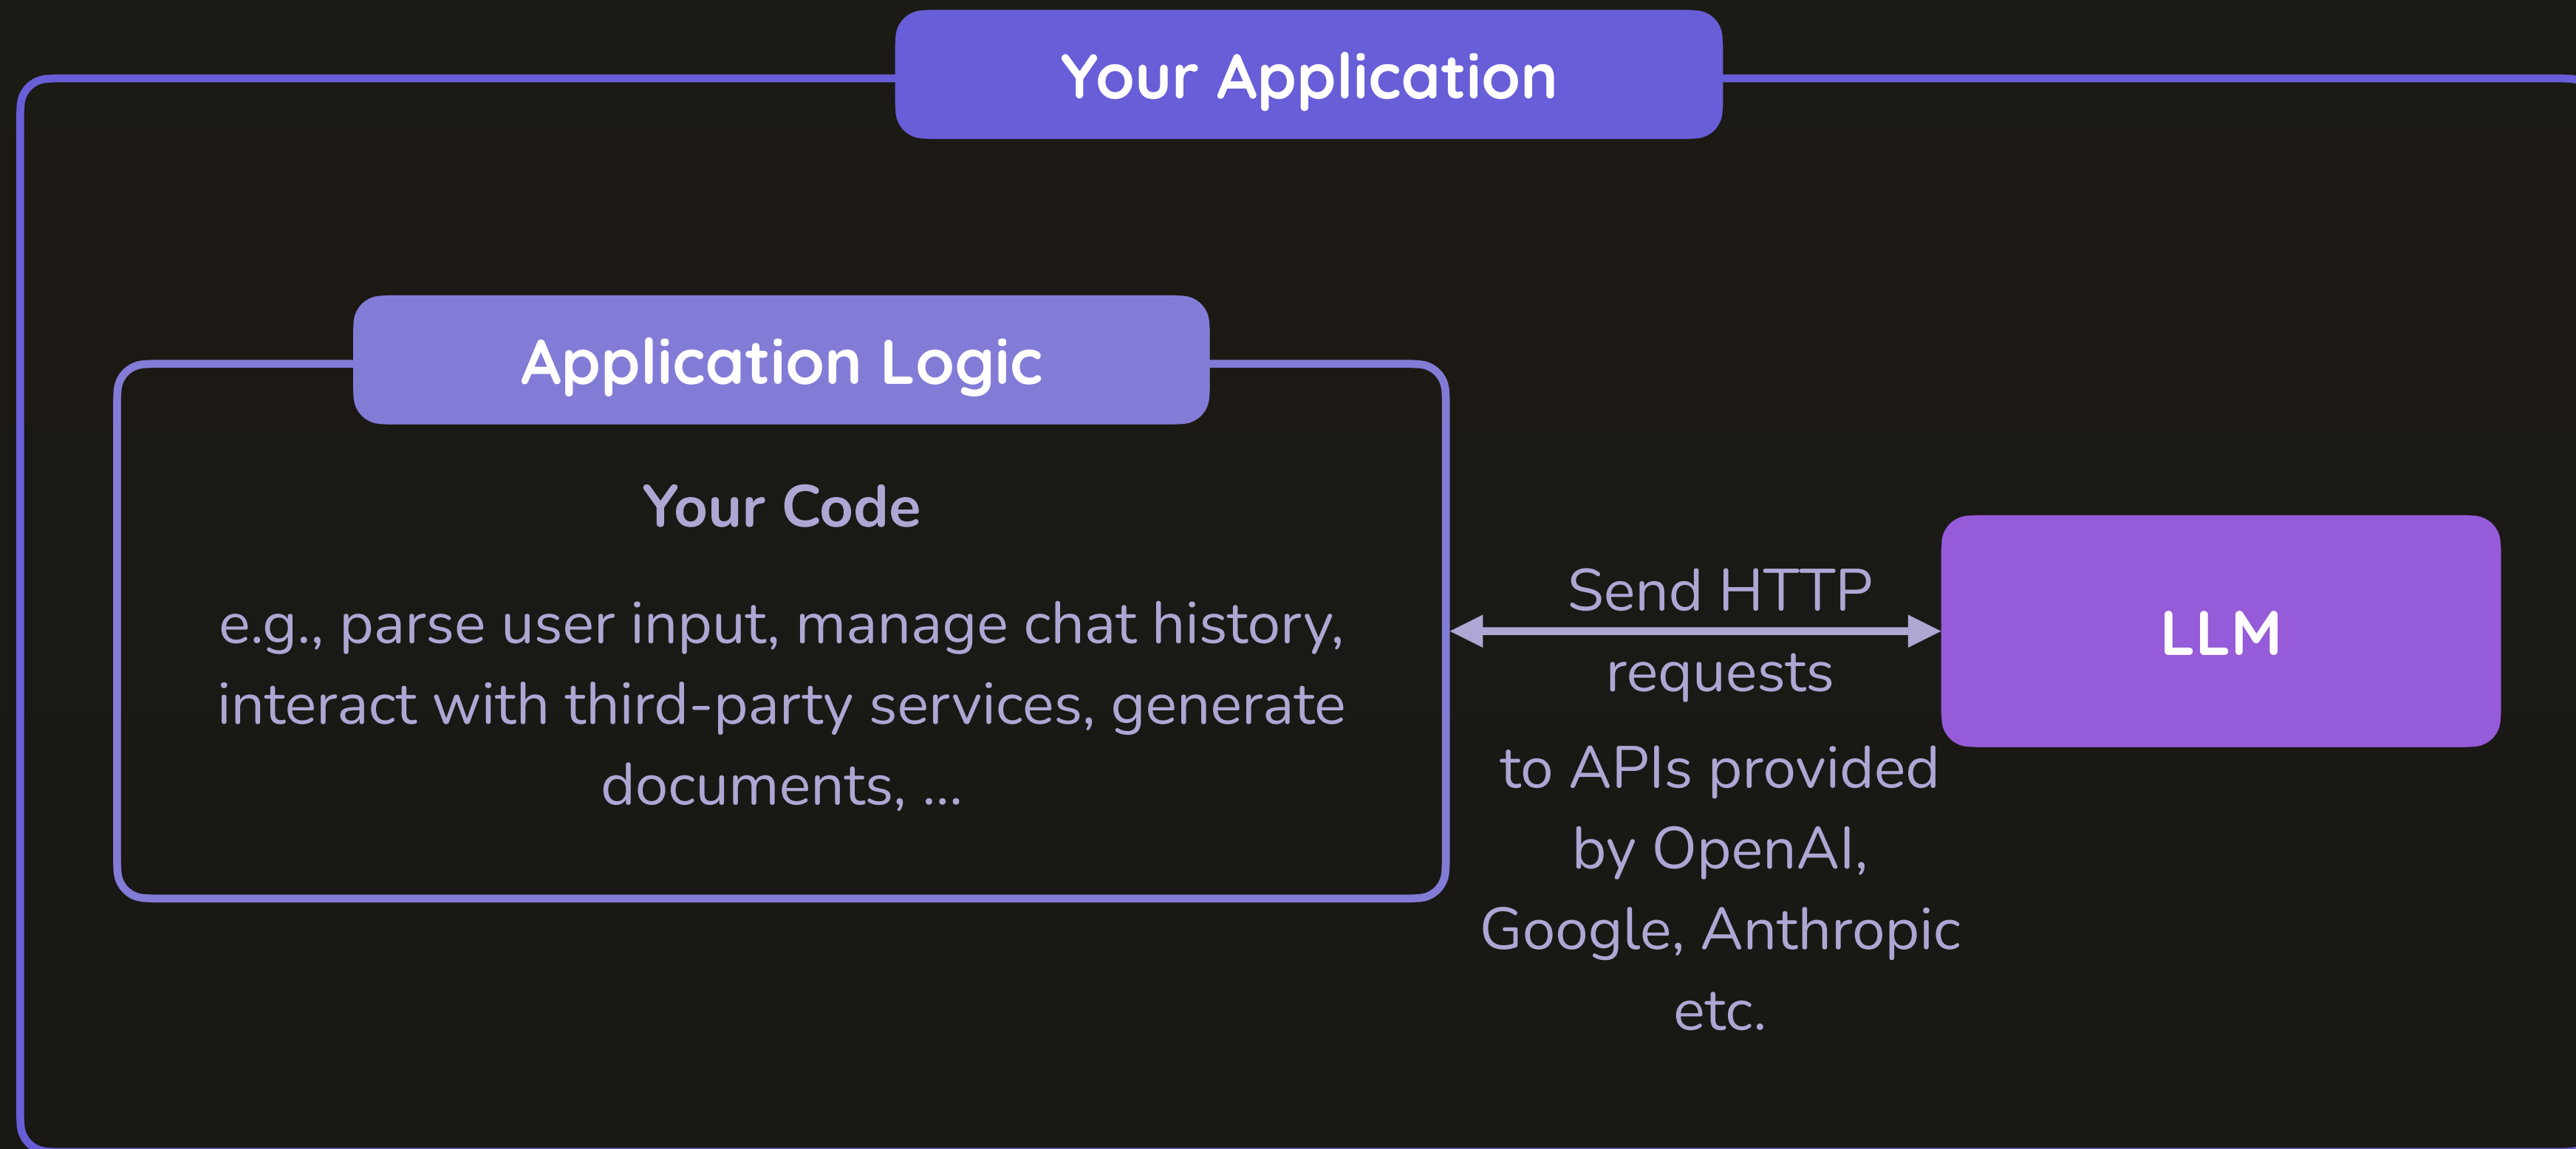 Your Application
Application Logic
Your Code
e.g., parse user input, manage chat history,
interact with third-party services, generate
documents, ...
Send HTTP
requests
to APIs provided
by OpenAI,
Google, Anthropic
etc.
LLM